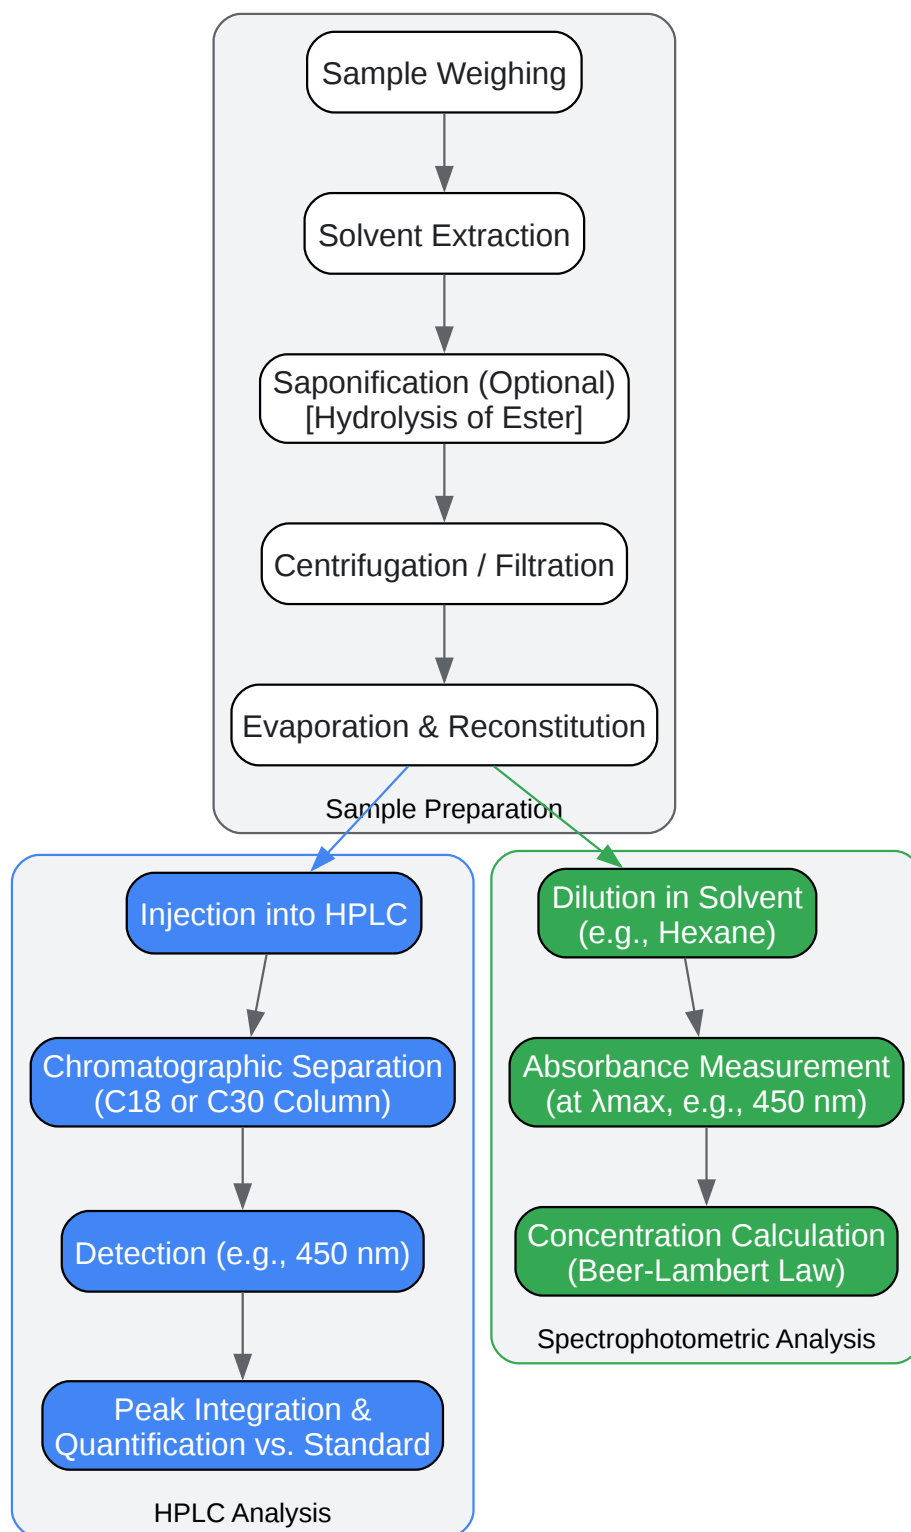 Sample Weighing
Solvent Extraction
Saponification (Optional)
[Hydrolysis of Ester]
Centrifugation / Filtration
Evaporation & Reconstitution
Sample Preparation
Injection into HPLC
Chromatographic Separation
(C18 or C30 Column)
Detection (e.g., 450 nm)
Peak Integration &
Quantification vs. Standard
HPLC Analysis
Dilution in Solvent
(e.g., Hexane)
Absorbance Measurement
(at λmax, e.g., 450 nm)
Concentration Calculation
(Beer-Lambert Law)
Spectrophotometric Analysis